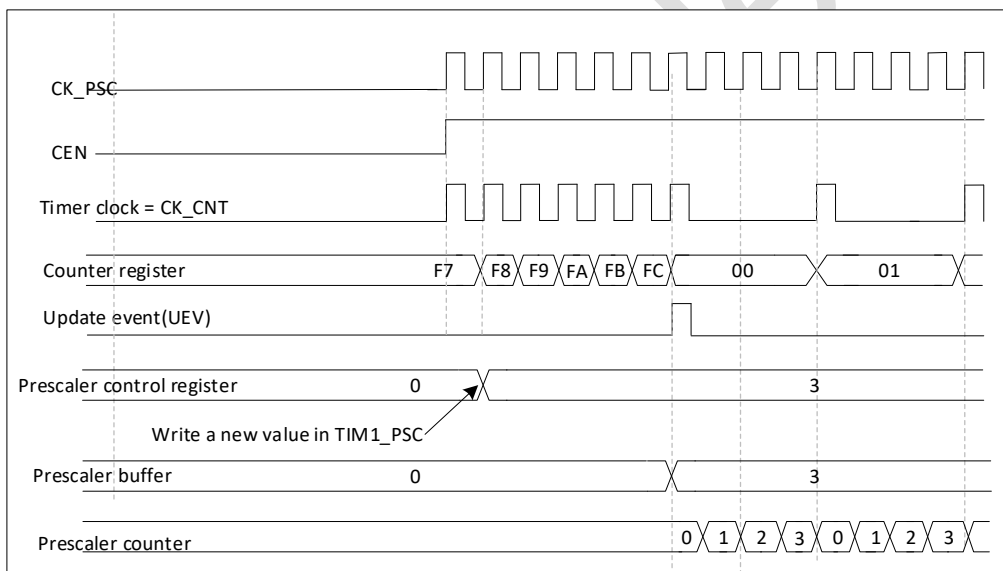 CK_PSC
CEN
Timer clock = CK_CNT
Counter register F7 F8 F9 FA FB FC 00 01
Update event(UEV)
Prescaler control register 0 3
Write a new value in TIM1_PSC
Prescaler buffer 0 3
Prescaler counter 0 1 2 3 0 1 2 3